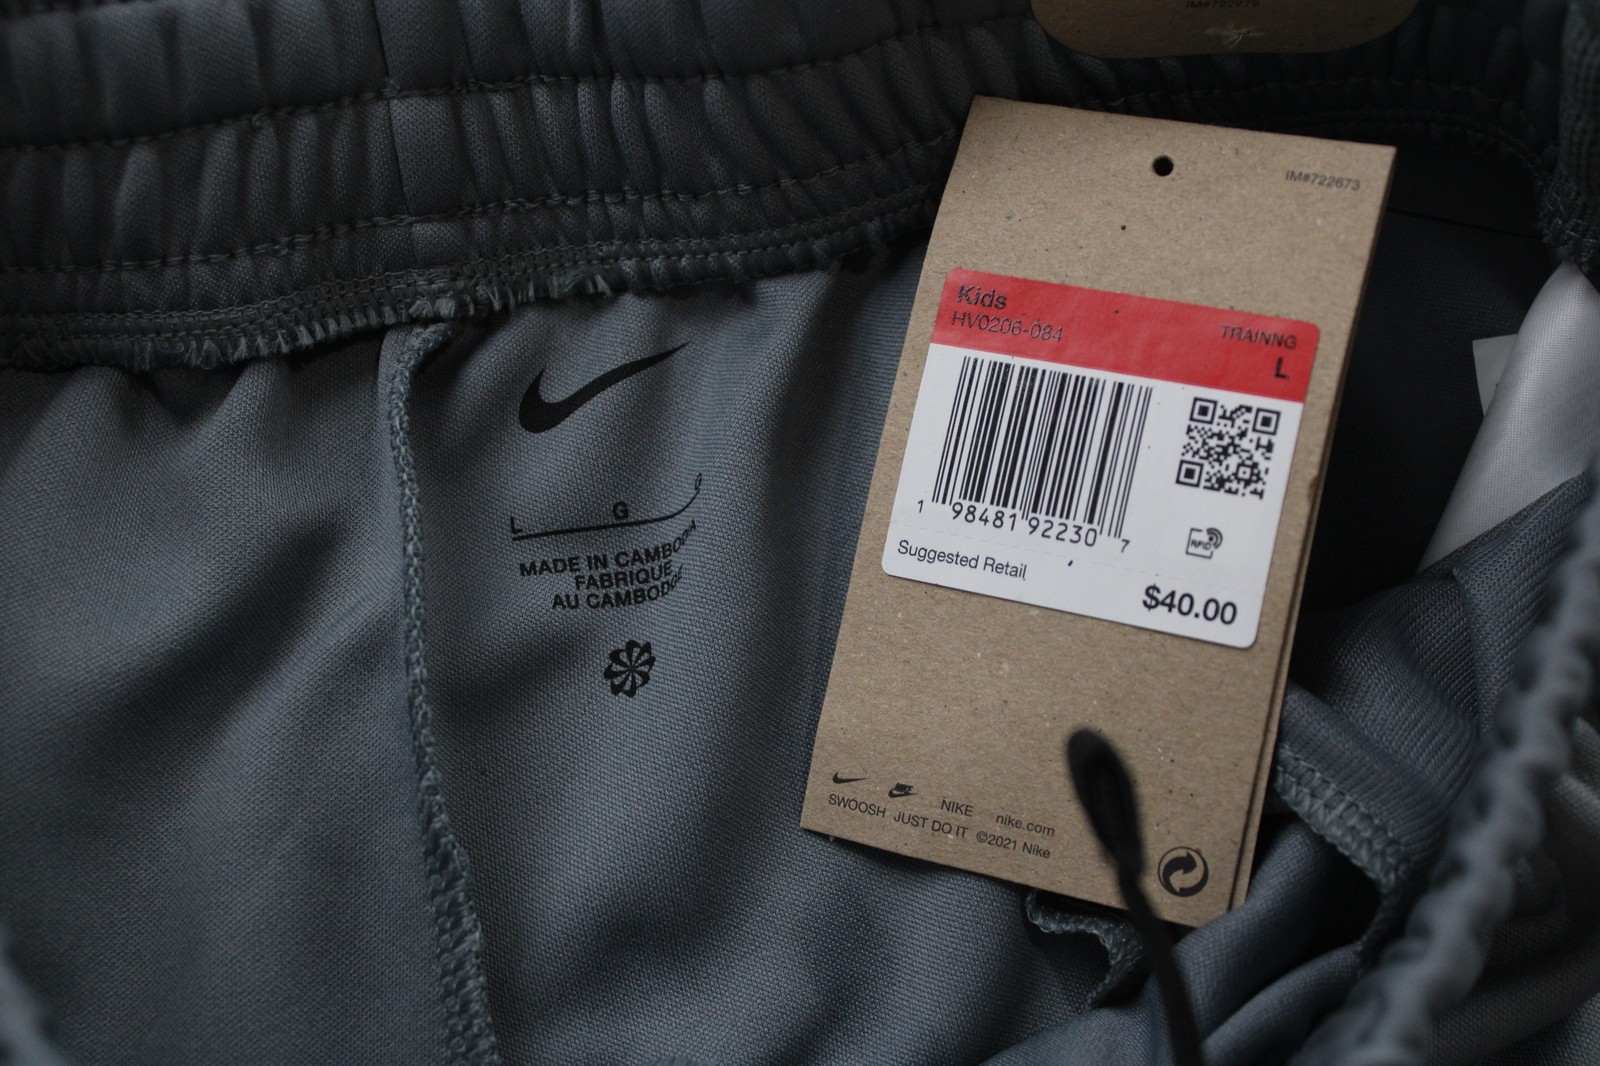 IM#722673
Kids
HV0206-084
TRAINNG
L
1 98481 92230 7
RFID
Suggested Retail
$40.00
NIKE
nike.com
SWOOSH JUST DO IT ©2021 Nike
L G G
MADE IN CAMBODIA
FABRIQUE
AU CAMBODGE